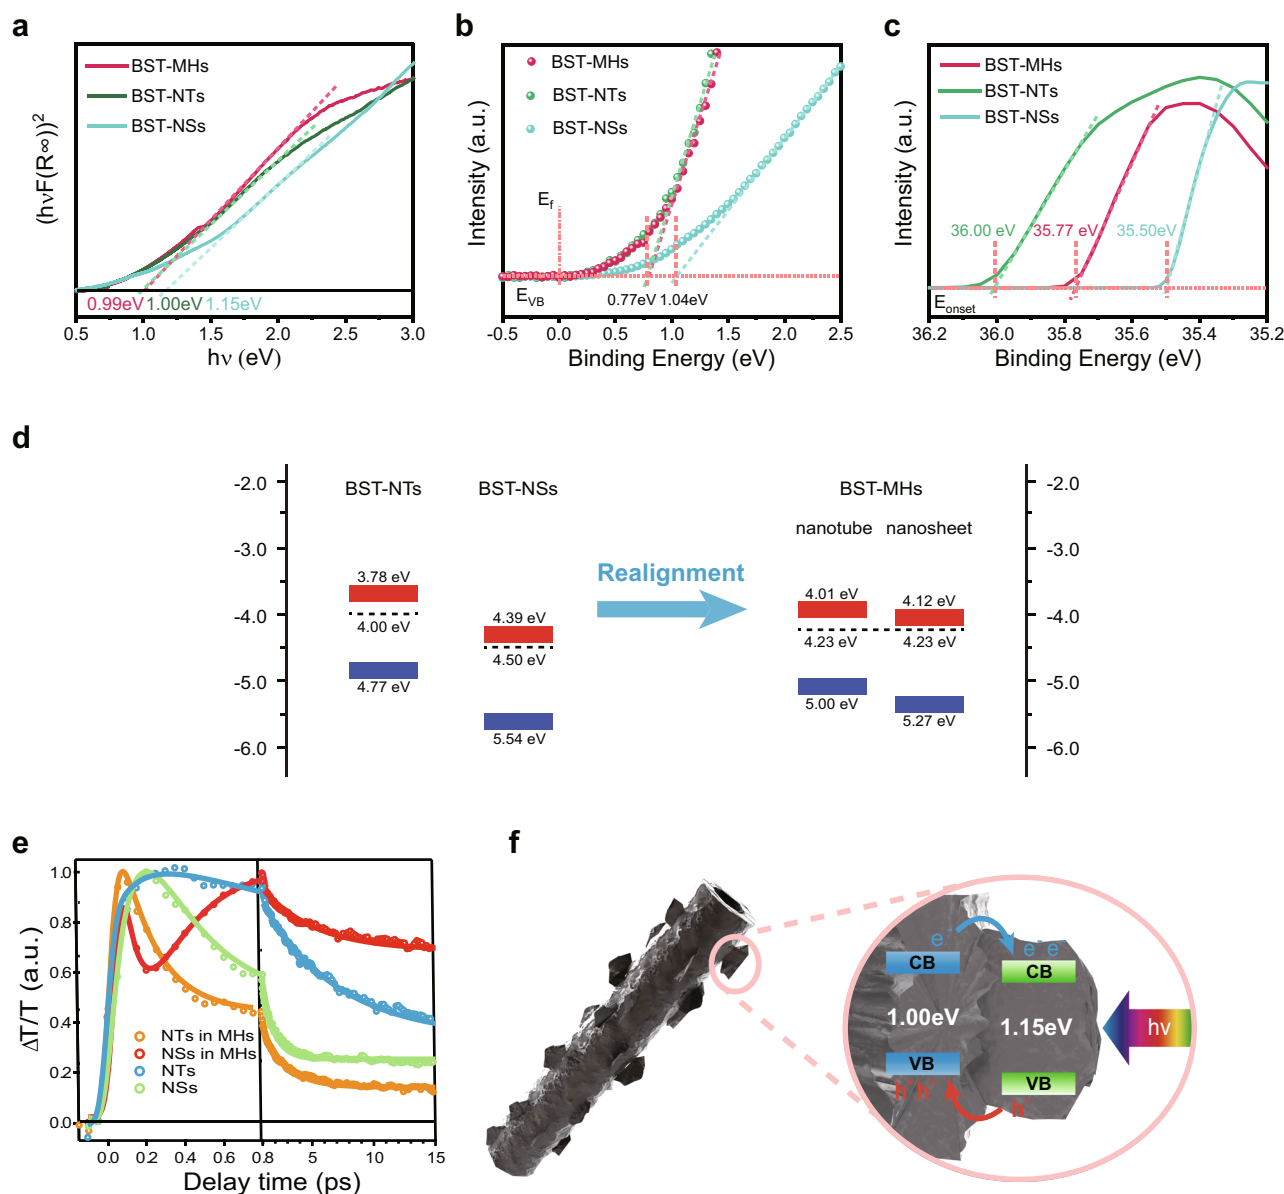 a
BST-MHs
BST-NTs
BST-NSs
(hνF(R∞))²
0.99eV 1.00eV 1.15eV
0.5 1.0 1.5 2.0 2.5 3.0
hν (eV)
b
BST-MHs
BST-NTs
BST-NSs
Intensity (a.u.)
E_f
E_VB
0.77eV 1.04eV
-0.5 0.0 0.5 1.0 1.5 2.0 2.5
Binding Energy (eV)
c
BST-MHs
BST-NTs
BST-NSs
Intensity (a.u.)
36.00 eV 35.77 eV 35.50eV
E_onset
36.2 36.0 35.8 35.6 35.4 35.2
Binding Energy (eV)
d
-2.0
-3.0
-4.0
-5.0
-6.0
BST-NTs
3.78 eV
4.00 eV
4.77 eV
BST-NSs
4.39 eV
4.50 eV
5.54 eV
Realignment
BST-MHs
nanotube nanosheet
4.01 eV 4.12 eV
4.23 eV 4.23 eV
5.00 eV 5.27 eV
-2.0
-3.0
-4.0
-5.0
-6.0
e
ΔT/T (a.u.)
1.0
0.8
0.6
0.4
0.2
0.0
NTs in MHs
NSs in MHs
NTs
NSs
0.0 0.2 0.4 0.6 0.8 5 10 15
Delay time (ps)
f
e⁻
e⁻ e⁻
CB
CB
1.00eV
1.15eV
hν
VB
VB
h⁺ h⁺
h⁺